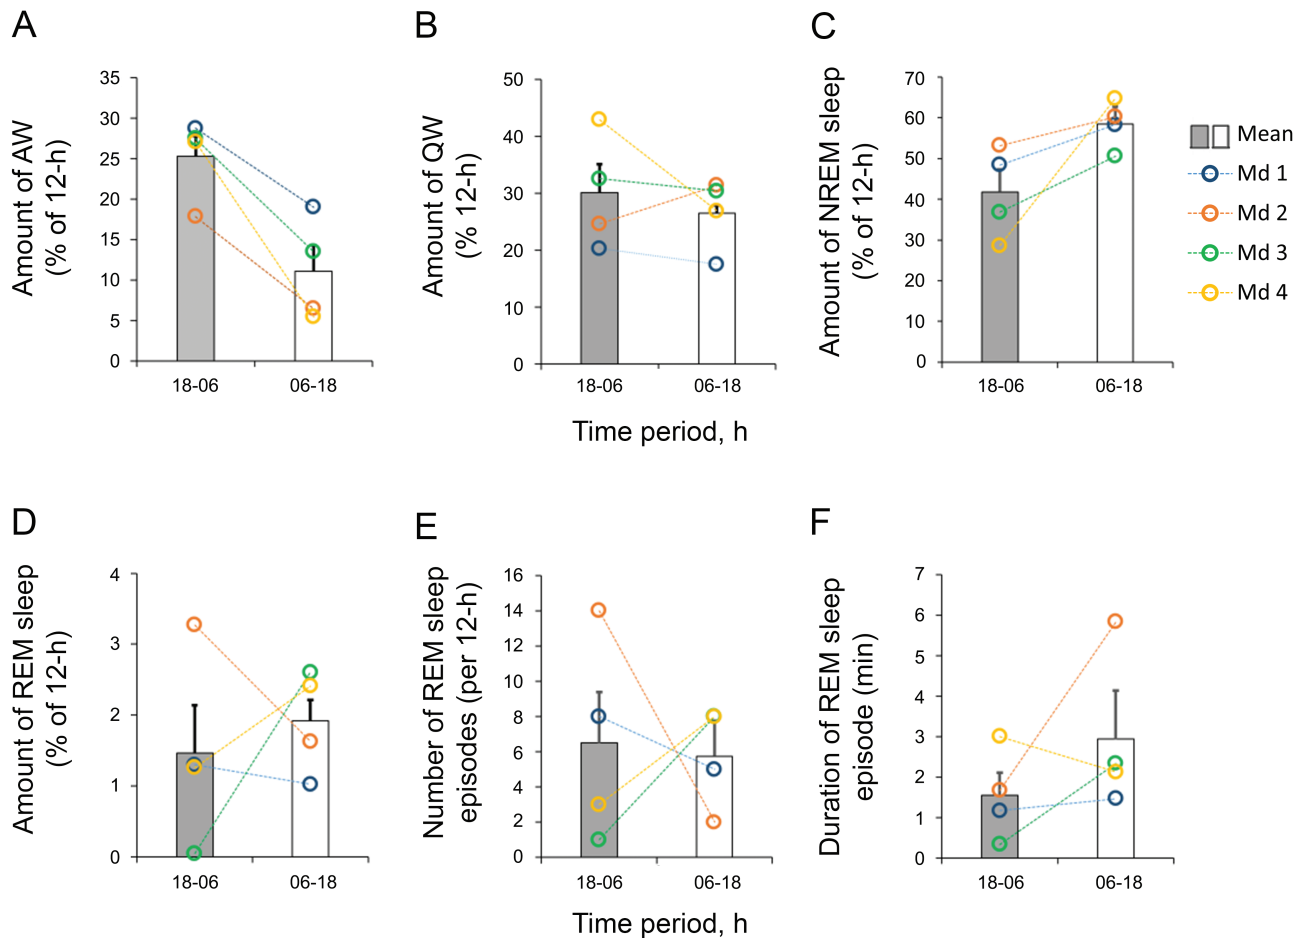 A
Amount of AW
(% of 12-h)
35
30
25
20
15
10
5
0
18-06
06-18
B
Amount of QW
(% 12-h)
50
40
30
20
10
0
18-06
06-18
Time period, h
C
Amount of NREM sleep
(% of 12-h)
70
60
50
40
30
20
10
0
18-06
06-18
Mean
Md 1
Md 2
Md 3
Md 4
D
Amount of REM sleep
(% of 12-h)
4
3
2
1
0
18-06
06-18
E
Number of REM sleep
episodes (per 12-h)
16
14
12
10
8
6
4
2
0
18-06
06-18
Time period, h
F
Duration of REM sleep
episode (min)
7
6
5
4
3
2
1
0
18-06
06-18